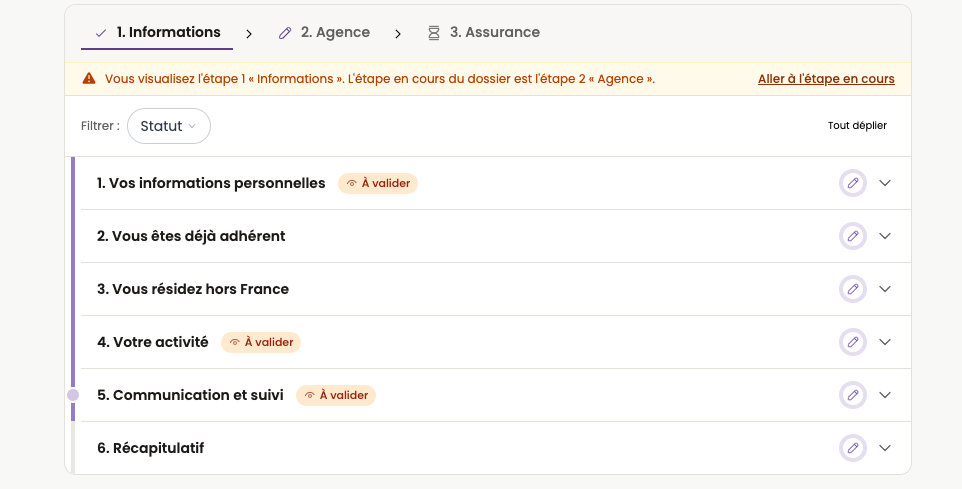 1. Informations
2. Agence
3. Assurance
Vous visualisez l'étape 1 « Informations ». L'étape en cours du dossier est l'étape 2 « Agence ».
Aller à l'étape en cours
Filtrer :
Statut
Tout déplier
1. Vos informations personnelles
À valider
2. Vous êtes déjà adhérent
3. Vous résidez hors France
4. Votre activité
À valider
5. Communication et suivi
À valider
6. Récapitulatif